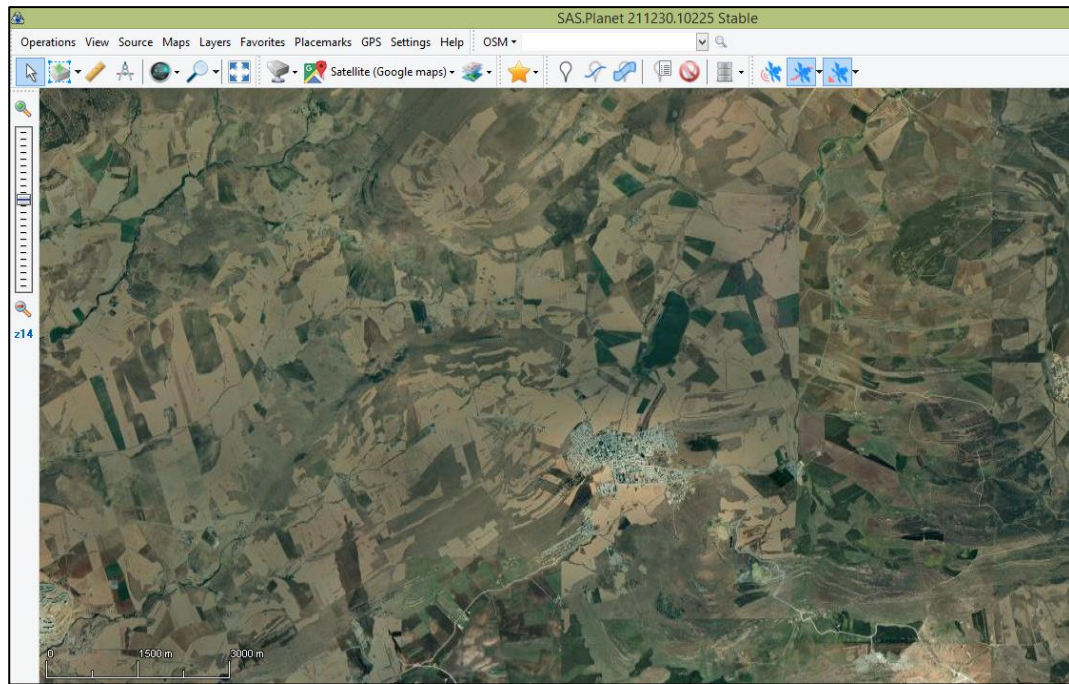 SAS.Planet 211230.10225 Stable
Operations View Source Maps Layers Favorites Placemarks GPS Settings Help OSM
Satellite (Google maps)
z14
0 1500 m 3000 m